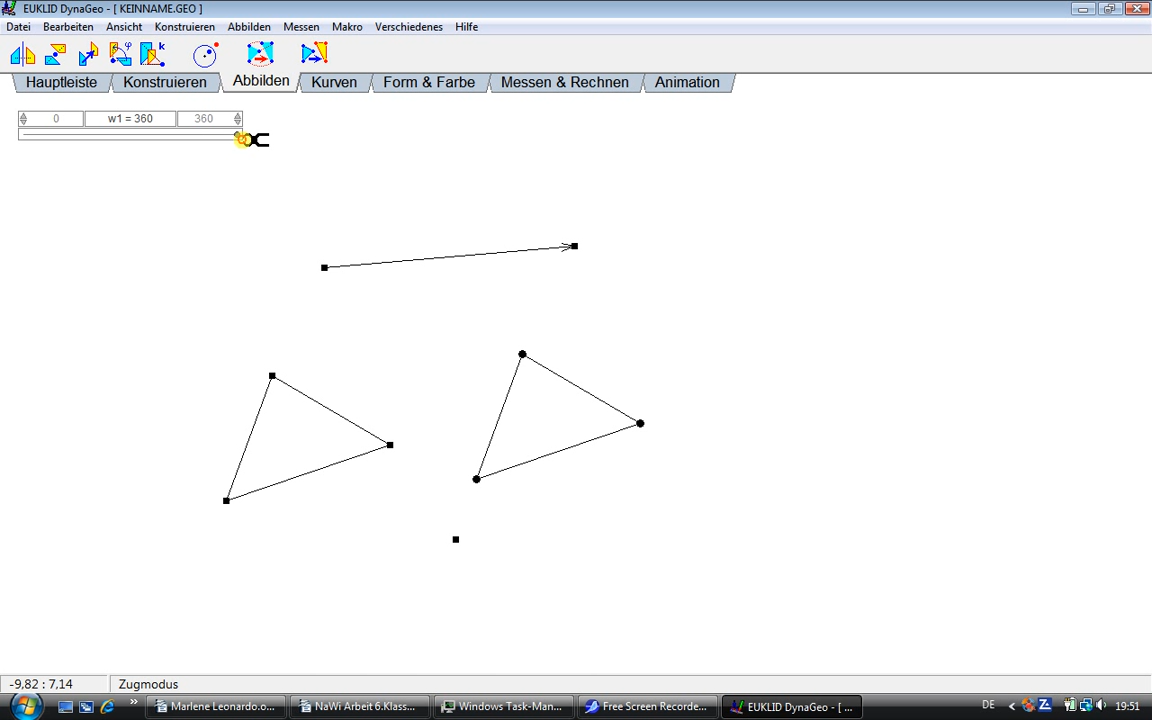 EUKLID DynaGeo - [ KEINNAME.GEO ]
Datei Bearbeiten Ansicht Konstruieren Abbilden Messen Makro Verschiedenes Hilfe
φ k
Hauptleiste Konstruieren Abbilden Kurven Form & Farbe Messen & Rechnen Animation
0 w1 = 360 360
-9,82 : 7,14 Zugmodus
» Marlene Leonardo.o... NaWi Arbeit 6.Klass... Windows Task-Man... Free Screen Recorde... EUKLID DynaGeo - [ ... DE < Z 19:51